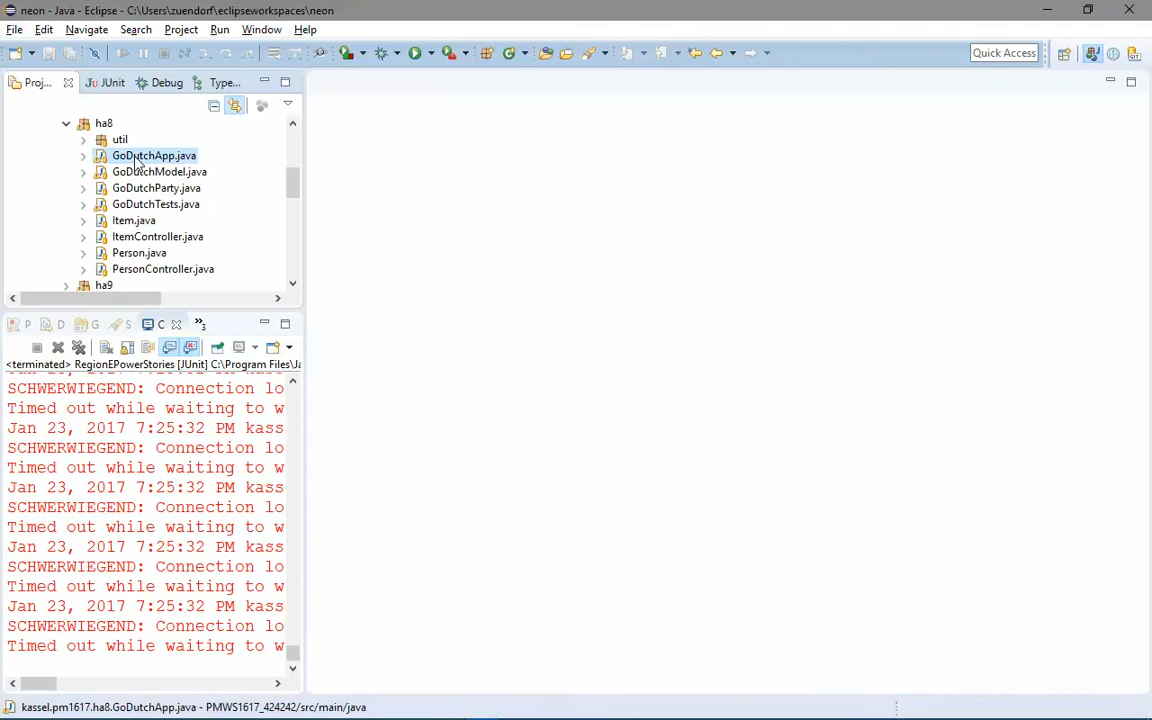 neon - Java - Eclipse - C:\Users\zuendorf\eclipseworkspaces\neon
File Edit Navigate Search Project Run Window Help
Quick Access
Proj... JUnit Debug Type...
ha8
util
GoDutchApp.java
GoDutchModel.java
GoDutchParty.java
GoDutchTests.java
Item.java
ItemController.java
Person.java
PersonController.java
ha9
P D G S C 3
<terminated> RegionEPowerStories [JUnit] C:\Program Files\Ja
SCHWERWIEGEND: Connection lo
Timed out while waiting to w
Jan 23, 2017 7:25:32 PM kass
SCHWERWIEGEND: Connection lo
Timed out while waiting to w
Jan 23, 2017 7:25:32 PM kass
SCHWERWIEGEND: Connection lo
Timed out while waiting to w
Jan 23, 2017 7:25:32 PM kass
SCHWERWIEGEND: Connection lo
Timed out while waiting to w
Jan 23, 2017 7:25:32 PM kass
SCHWERWIEGEND: Connection lo
Timed out while waiting to w
kassel.pm1617.ha8.GoDutchApp.java - PMWS1617_424242/src/main/java